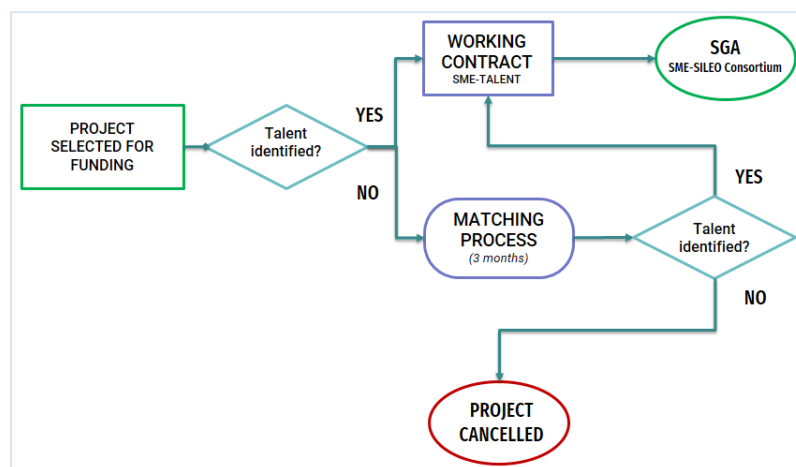 PROJECT
SELECTED FOR
FUNDING
Talent
identified?
YES
NO
WORKING
CONTRACT
SME-TALENT
SGA
SME-SILEO Consortium
MATCHING
PROCESS
(3 months)
Talent
identified?
YES
NO
PROJECT
CANCELLED